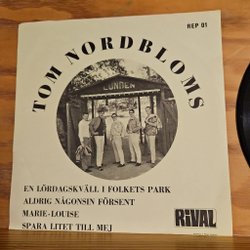 REP 01
TOM NORDBLOMS
LUNDEN
EN LÖRDAGSKVÄLL I FOLKETS PARK
ALDRIG NÅGONSIN FÖRSENT
MARIE-LOUISE
SPARA LITET TILL MEJ
RIVAL